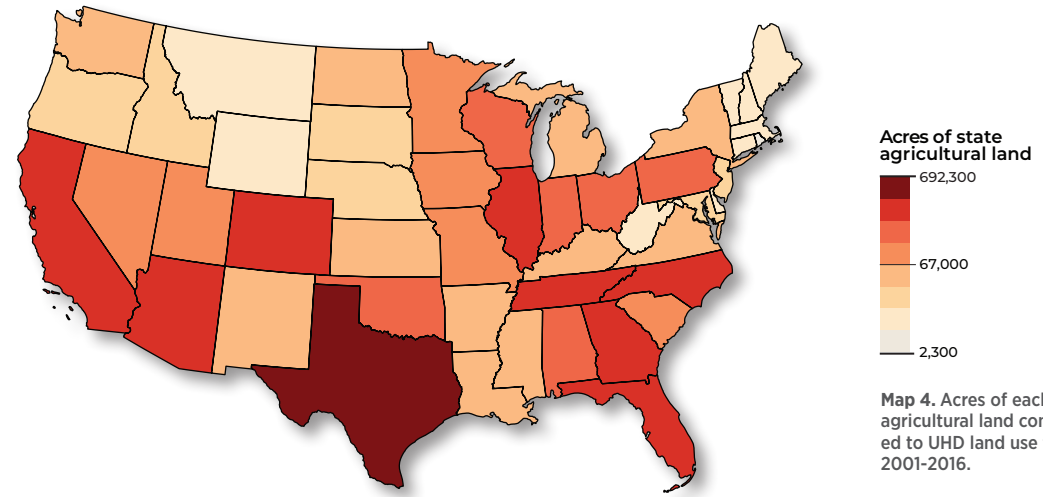 Acres of state
agricultural land
692,300
67,000
2,300
Map 4. Acres of each
agricultural land con
ed to UHD land use
2001-2016.